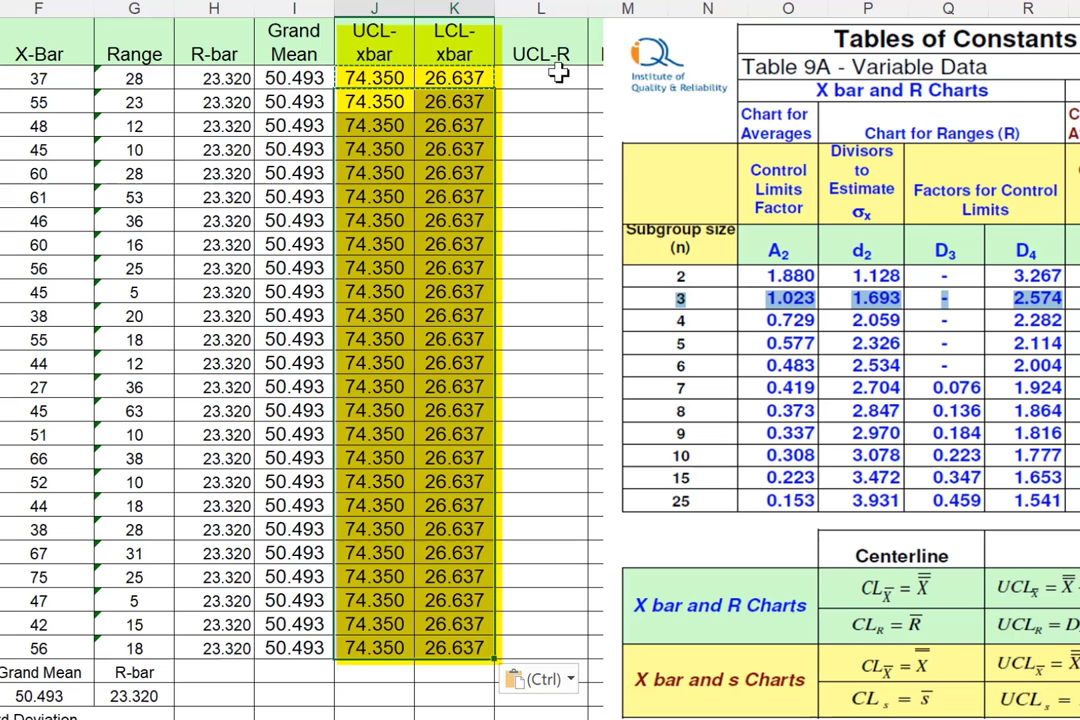 F G H I J K L M N O P Q R
X-Bar Range R-bar Grand Mean UCL-xbar LCL-xbar UCL-R
37 28 23.320 50.493 74.350 26.637
55 23 23.320 50.493 74.350 26.637
48 12 23.320 50.493 74.350 26.637
45 10 23.320 50.493 74.350 26.637
60 28 23.320 50.493 74.350 26.637
61 53 23.320 50.493 74.350 26.637
46 36 23.320 50.493 74.350 26.637
60 16 23.320 50.493 74.350 26.637
56 25 23.320 50.493 74.350 26.637
45 5 23.320 50.493 74.350 26.637
38 20 23.320 50.493 74.350 26.637
55 18 23.320 50.493 74.350 26.637
44 12 23.320 50.493 74.350 26.637
27 36 23.320 50.493 74.350 26.637
45 63 23.320 50.493 74.350 26.637
51 10 23.320 50.493 74.350 26.637
66 38 23.320 50.493 74.350 26.637
52 10 23.320 50.493 74.350 26.637
44 18 23.320 50.493 74.350 26.637
38 28 23.320 50.493 74.350 26.637
67 31 23.320 50.493 74.350 26.637
75 25 23.320 50.493 74.350 26.637
47 5 23.320 50.493 74.350 26.637
42 15 23.320 50.493 74.350 26.637
56 18 23.320 50.493 74.350 26.637
Grand Mean R-bar
50.493 23.320
(Ctrl)
iQ
Institute of
Quality & Reliability
Tables of Constants
Table 9A - Variable Data
X bar and R Charts
Chart for
Averages
Chart for Ranges (R)
Control
Limits
Factor
Divisors
to
Estimate
σx
Factors for Control
Limits
Subgroup size
(n) A2 d2 D3 D4
2 1.880 1.128 - 3.267
3 1.023 1.693 - 2.574
4 0.729 2.059 - 2.282
5 0.577 2.326 - 2.114
6 0.483 2.534 - 2.004
7 0.419 2.704 0.076 1.924
8 0.373 2.847 0.136 1.864
9 0.337 2.970 0.184 1.816
10 0.308 3.078 0.223 1.777
15 0.223 3.472 0.347 1.653
25 0.153 3.931 0.459 1.541
Centerline
X bar and R Charts
CL X̄ = X̿ UCL X̄ = X̿
CL R = R̄ UCL R = D
X bar and s Charts
CL X̄ = X̿ UCL X̄ = X̿
CL s = s̄ UCL s =